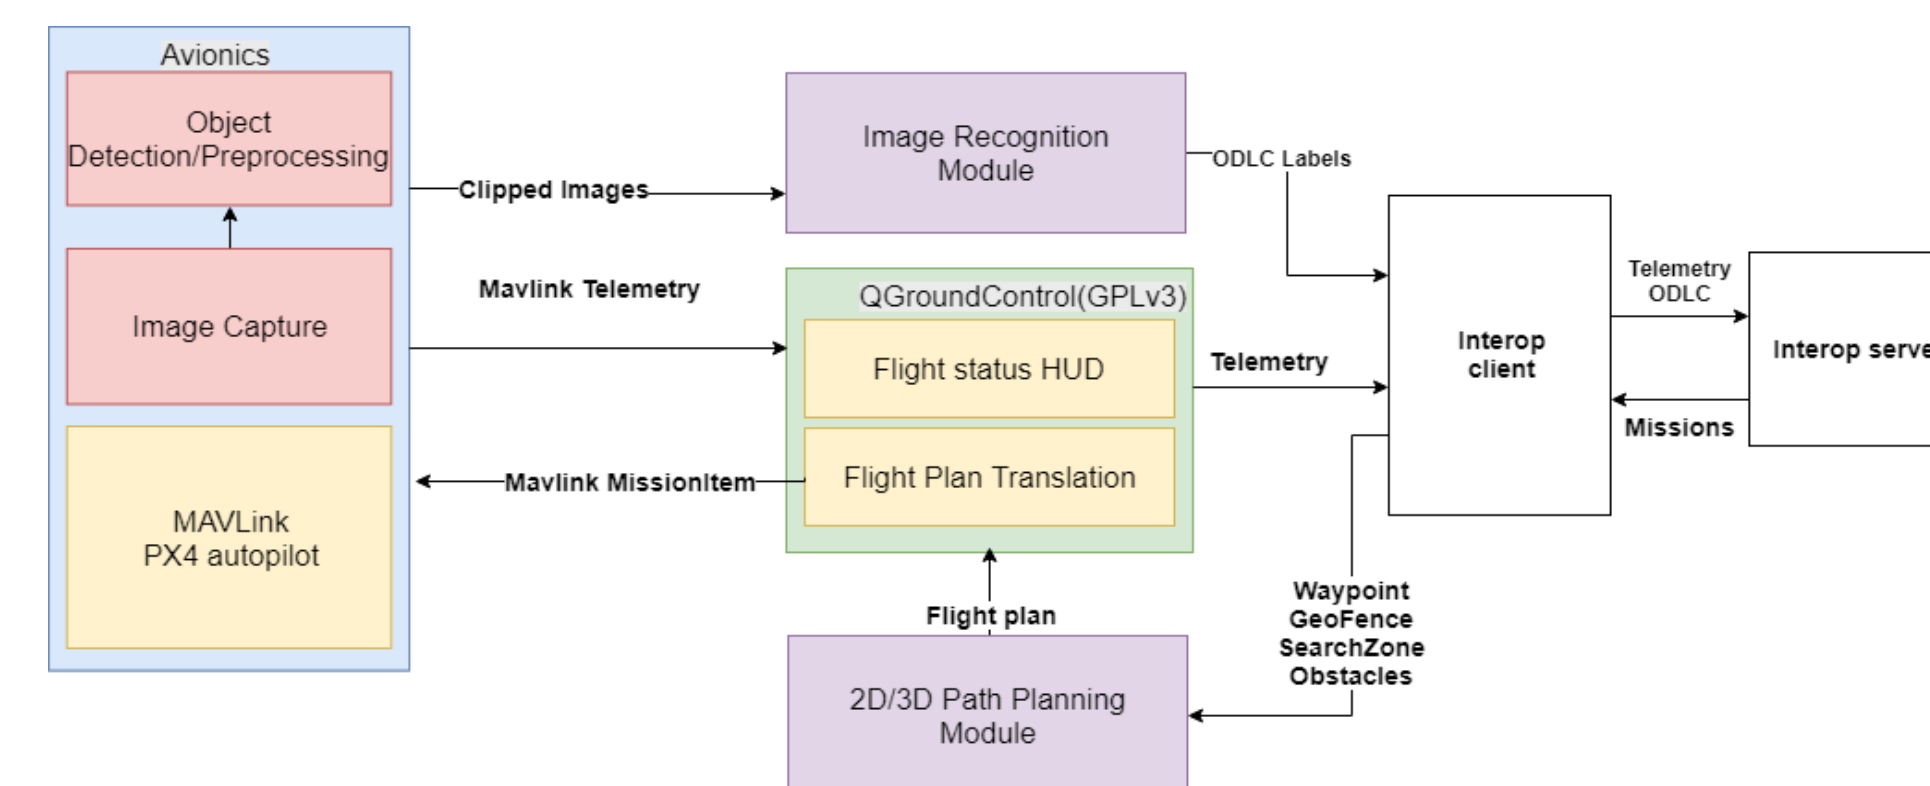 Avionics
Object
Detection/Preprocessing
Image Capture
MAVLink
PX4 autopilot
Clipped Images
Mavlink Telemetry
Mavlink MissionItem
Image Recognition
Module
QGroundControl(GPLv3)
Flight status HUD
Flight Plan Translation
Flight plan
2D/3D Path Planning
Module
ODLC Labels
Telemetry
Interop
client
Waypoint
GeoFence
SearchZone
Obstacles
Telemetry
ODLC
Missions
Interop serve